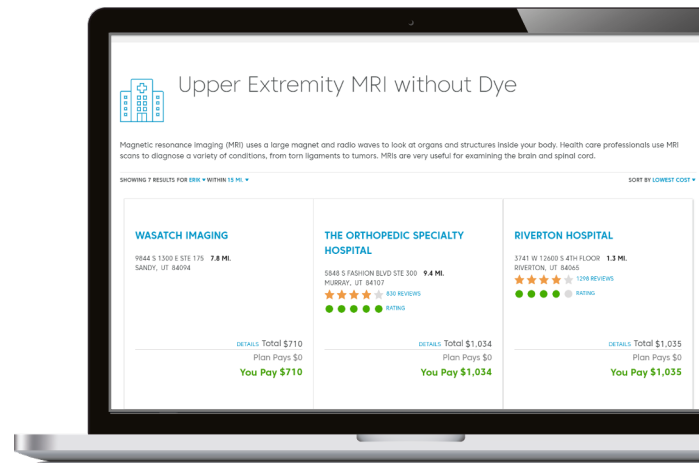 Upper Extremity MRI without Dye
Magnetic resonance imaging (MRI) uses a large magnet and radio waves to look at organs and structures inside your body. Health care professionals use MRI
scans to diagnose a variety of conditions, from torn ligaments to tumors. MRIs are very useful for examining the brain and spinal cord.
SHOWING 7 RESULTS FOR ERIK ▾ WITHIN 15 MI. ▾
SORT BY LOWEST COST ▾
WASATCH IMAGING
9844 S 1300 E STE 175 7.8 MI.
SANDY, UT 84094
DETAILS Total $710
Plan Pays $0
You Pay $710
THE ORTHOPEDIC SPECIALTY
HOSPITAL
5848 S FASHION BLVD STE 300 9.4 MI.
MURRAY, UT 84107
830 REVIEWS
RATING
DETAILS Total $1,034
Plan Pays $0
You Pay $1,034
RIVERTON HOSPITAL
3741 W 12600 S 4TH FLOOR 1.3 MI.
RIVERTON, UT 84065
1298 REVIEWS
RATING
DETAILS Total $1,035
Plan Pays $0
You Pay $1,035